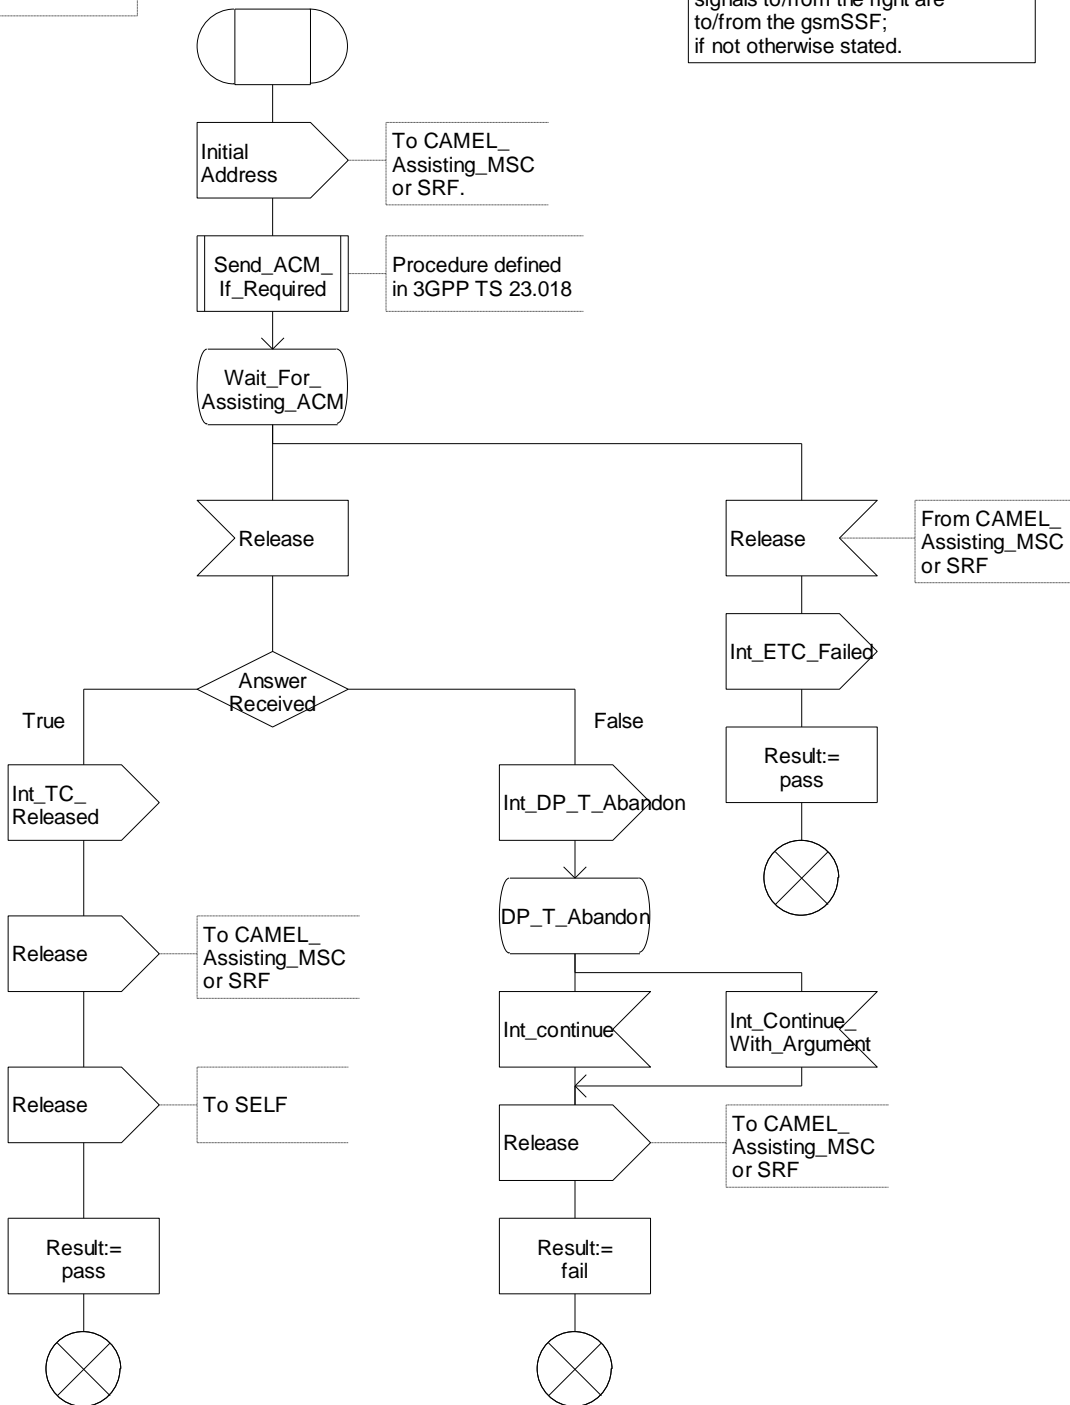 signals to/from the right are
to/from the gsmSSF;
if not otherwise stated.
Initial
Address
To CAMEL_
Assisting_MSC
or SRF.
Send_ACM_
If_Required
Procedure defined
in 3GPP TS 23.018
Wait_For_
Assisting_ACM
Release
Release
From CAMEL_
Assisting_MSC
or SRF
Int_ETC_Failed
Answer
Received
True
False
Result:=
pass
Int_TC_
Released
Int_DP_T_Abandon
DP_T_Abandon
Release
To CAMEL_
Assisting_MSC
or SRF
Int_continue
Int_Continue_
With_Argument
Release
To SELF
Release
To CAMEL_
Assisting_MSC
or SRF
Result:=
pass
Result:=
fail